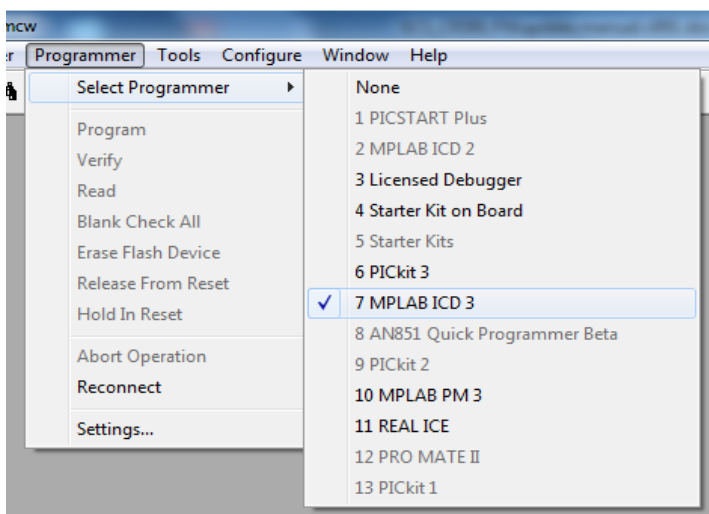 mcw
r Programmer Tools Configure Window Help
Select Programmer
Program
Verify
Read
Blank Check All
Erase Flash Device
Release From Reset
Hold In Reset
Abort Operation
Reconnect
Settings...
None
1 PICSTART Plus
2 MPLAB ICD 2
3 Licensed Debugger
4 Starter Kit on Board
5 Starter Kits
6 PICkit 3
7 MPLAB ICD 3
8 AN851 Quick Programmer Beta
9 PICkit 2
10 MPLAB PM 3
11 REAL ICE
12 PRO MATE II
13 PICkit 1